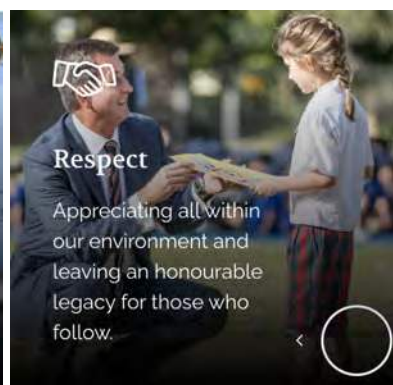 Respect
Appreciating all within
our environment and
leaving an honourable
legacy for those who
follow.